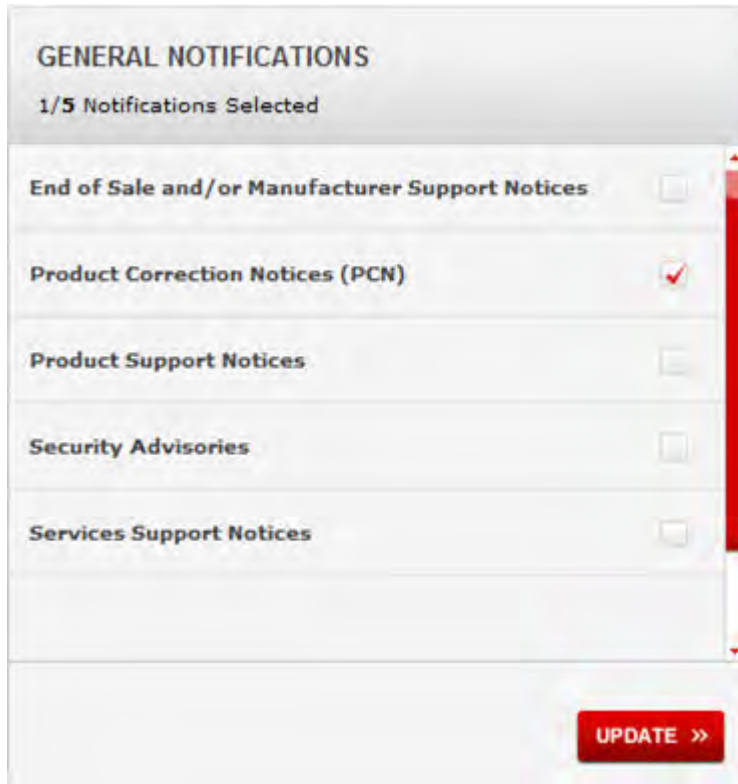 GENERAL NOTIFICATIONS
1/5 Notifications Selected
End of Sale and/or Manufacturer Support Notices
Product Correction Notices (PCN)
Product Support Notices
Security Advisories
Services Support Notices
UPDATE »